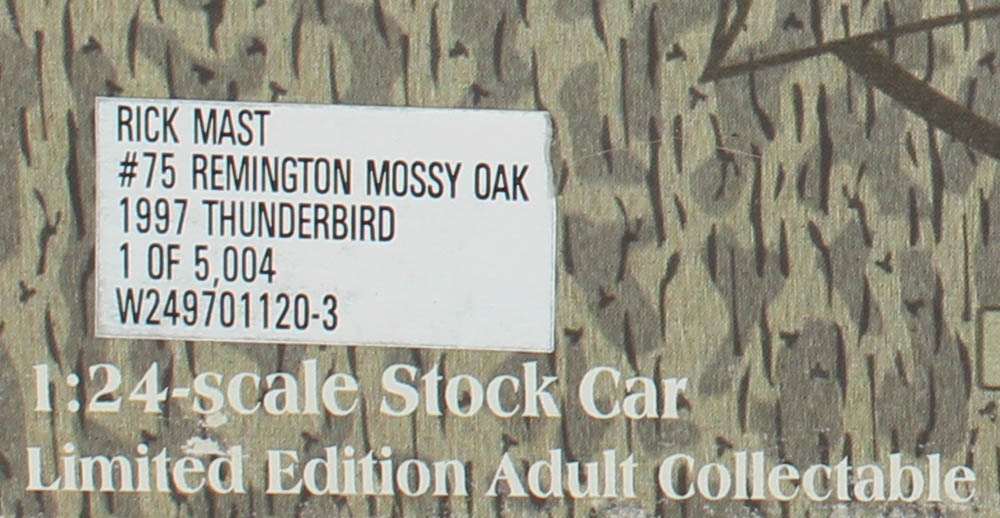 RICK MAST
#75 REMINGTON MOSSY OAK
1997 THUNDERBIRD
1 OF 5,004
W249701120-3
1:24-scale Stock Car
Limited Edition Adult Collectable